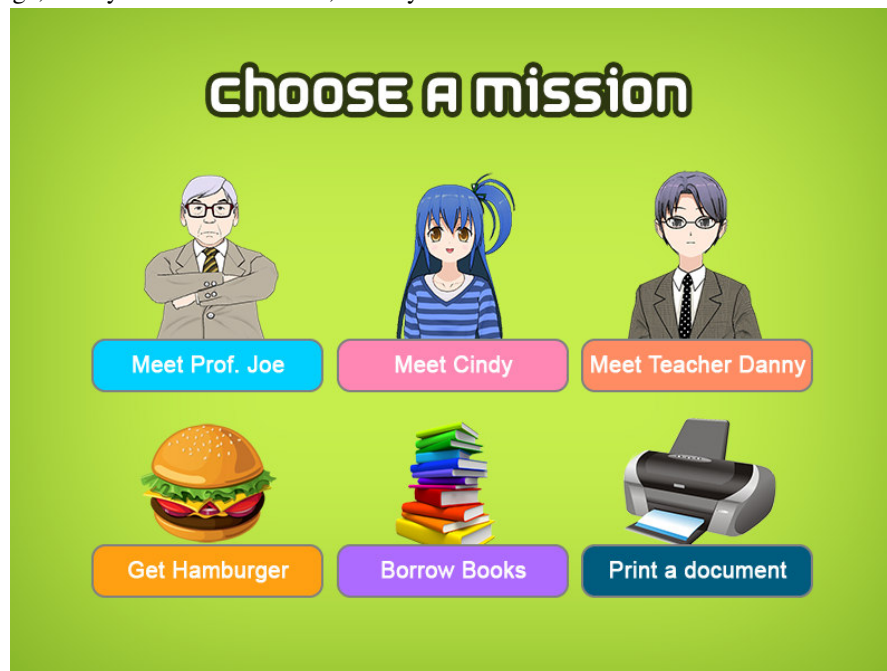 choose a mission
Meet Prof. Joe
Meet Cindy
Meet Teacher Danny
Get Hamburger
Borrow Books
Print a document